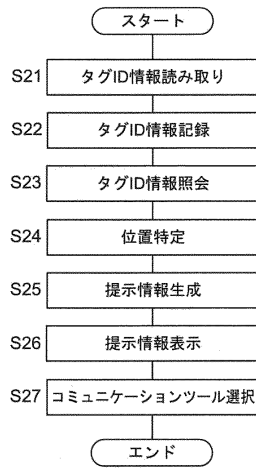 スタート
S21 タグID情報読み取り
S22 タグID情報記録
S23 タグID情報照会
S24 位置特定
S25 提示情報生成
S26 提示情報表示
S27 コミュニケーションツール選択
エンド